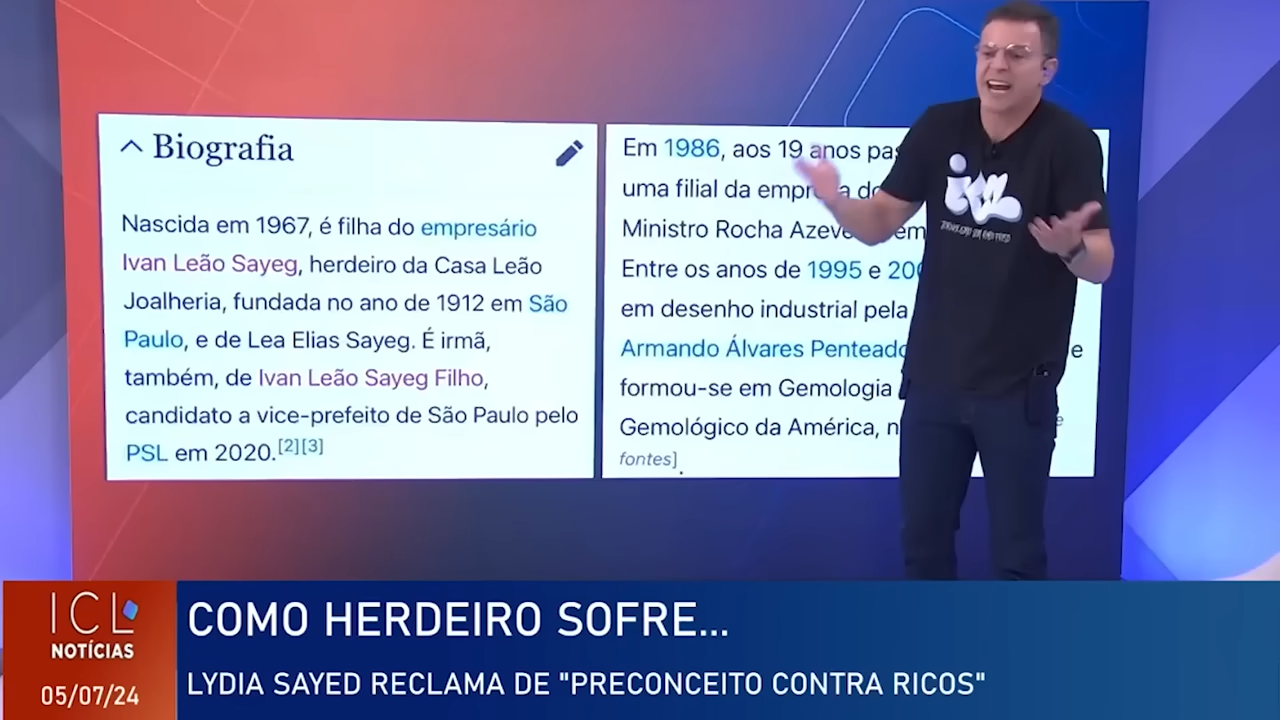 Biografia
Nascida em 1967, é filha do empresário
Ivan Leão Sayeg, herdeiro da Casa Leão
Joalheria, fundada no ano de 1912 em São
Paulo, e de Lea Elias Sayeg. É irmã,
também, de Ivan Leão Sayeg Filho,
candidato a vice-prefeito de São Paulo pelo
PSL em 2020.[2][3]
Em 1986, aos 19 anos
uma filial da
Ministro Rocha
Entre os anos de 1995 e
em desenho industrial pela
Armando Álvares Penteado e
formou-se em Gemologia
Gemológico da América,
fontes].
ICL
NOTÍCIAS
05/07/24
COMO HERDEIRO SOFRE...
LYDIA SAYED RECLAMA DE "PRECONCEITO CONTRA RICOS"